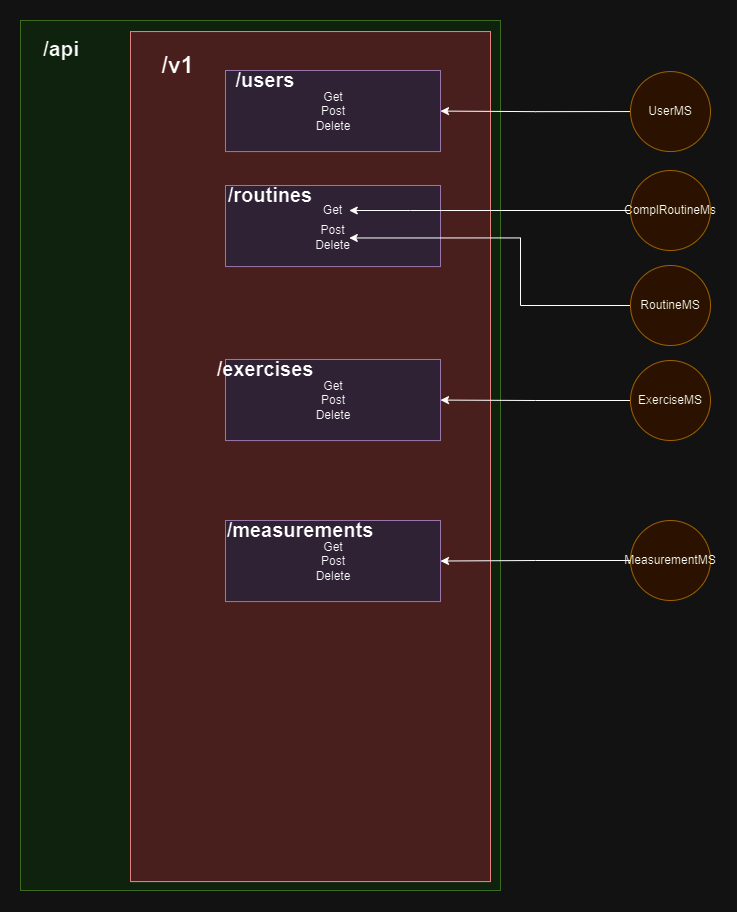 /api
/v1
/users
Get
Post
Delete
UserMS
/routines
Get
Post
Delete
ComplRoutineMs
RoutineMS
/exercises
Get
Post
Delete
ExerciseMS
/measurements
Get
Post
Delete
MeasurementMS